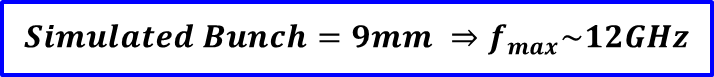 Simulated Bunch = 9mm ⇒ f_max~12GHz